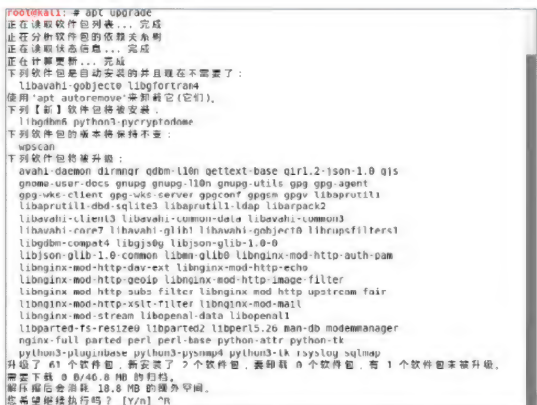 root@kali: # apt upgrade
正在读取软件包列表... 完成
正在分析软件包的依赖关系树
正在读取状态信息... 完成
正在计算更新... 完成
下列软件包是自动安装的并且现在不需要了：
libavahi-gobject0 libgfortran4
使用'apt autoremove'来卸载它(它们)。
下列【新】软件包将被安装：
libgdbm6 python3-pycryptodome
下列软件包的版本将保持不变：
wpscan
下列软件包将被升级：
avahi-daemon dirmngr gdbm-l10n gettext-base gir1.2-json-1.0 gjs
gnome-user-docs gnupg gnupg-l10n gnupg-utils gpg gpg-agent
gpg-wks-client gpg-wks-server gpgconf gpgsm gpgv libaprutil1
libaprutil1-dbd-sqlite3 libaprutil1-ldap libarpack2
libavahi-client3 libavahi-common-data libavahi-common3
libavahi-core7 libavahi-glib1 libavahi-gobject0 libcupsfilters1
libgdbm-compat4 libgjs0g libjson-glib-1.0-0
libjson-glib-1.0-common libmm-glib0 libnginx-mod-http-auth-pam
libnginx-mod-http-dav-ext libnginx-mod-http-echo
libnginx-mod-http-geoip libnginx-mod-http-image-filter
libnginx-mod-http-subs-filter libnginx-mod-http-upstream-fair
libnginx-mod-http-xslt-filter libnginx-mod-mail
libnginx-mod-stream libopenal-data libopenal1
libparted-fs-resize0 libparted2 libperl5.26 man-db modemmanager
nginx-full parted perl perl-base python-attr python-tk
python3-pluginbase python3-pysnmp4 python3-tk rsyslog sqlmap
升级了 61 个软件包，新安装了 2 个软件包，要卸载 0 个软件包，有 1 个软件包未被升级。
需要下载 0 B/46.8 MB 的归档。
解压缩后会消耗 18.8 MB 的额外空间。
您希望继续执行吗？ [Y/n] ^R